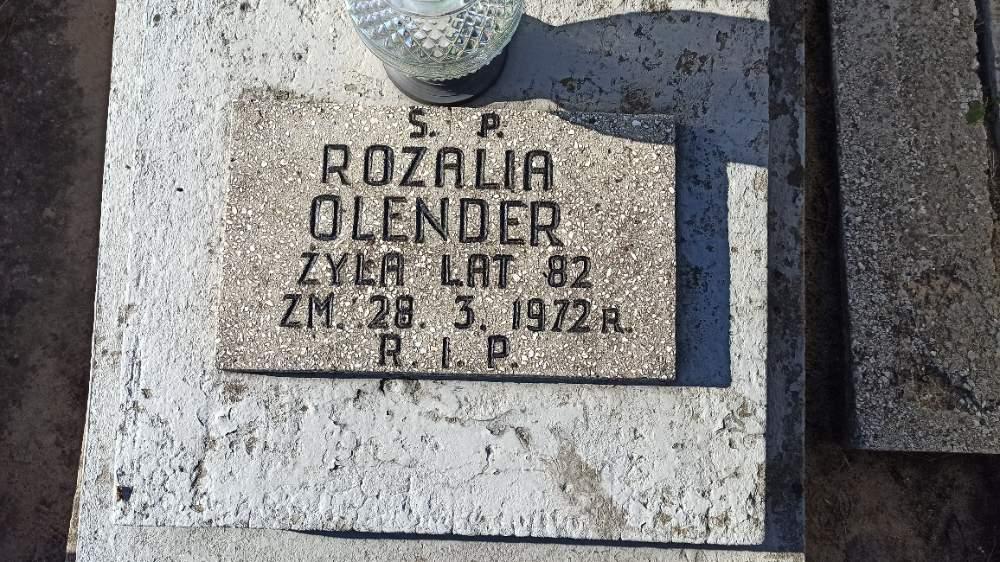 Ś. P.
ROZALIA
OLENDER
ŻYŁA LAT 82
ZM. 28. 3. 1972 R.
R. I. P.